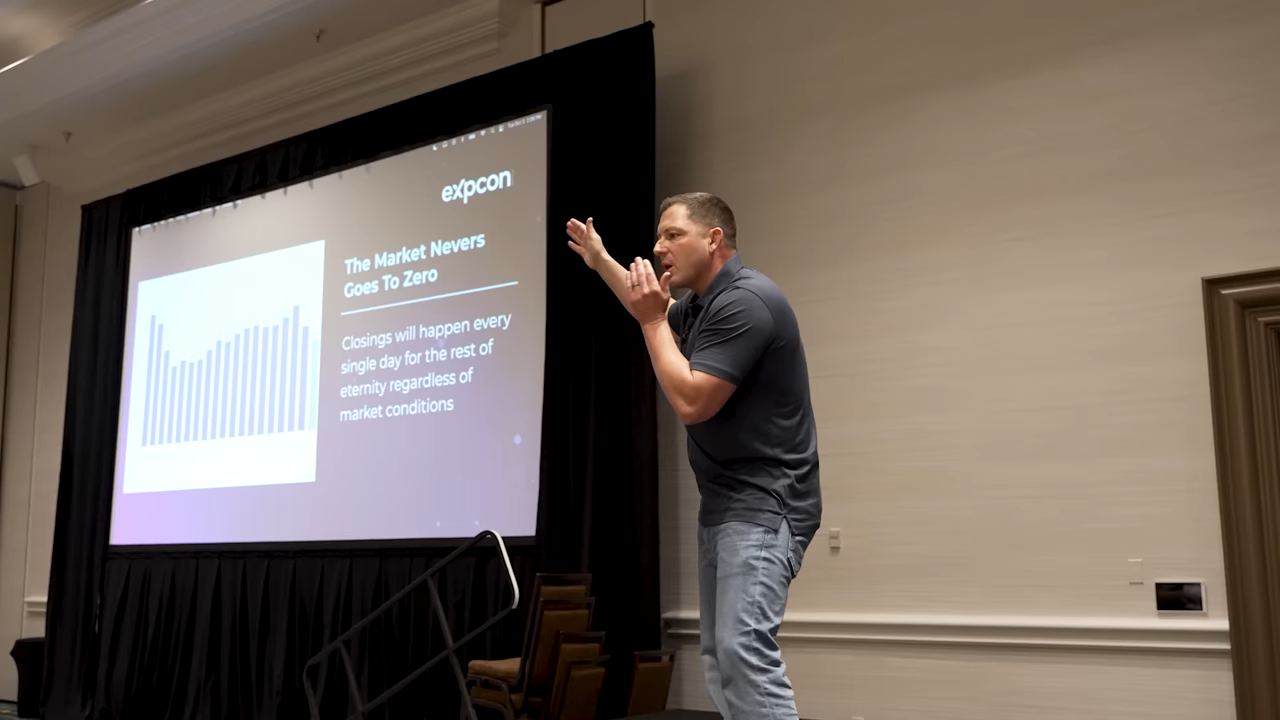 expcon
The Market Nevers
Goes To Zero
Closings will happen every
single day for the rest of
eternity regardless of
market conditions